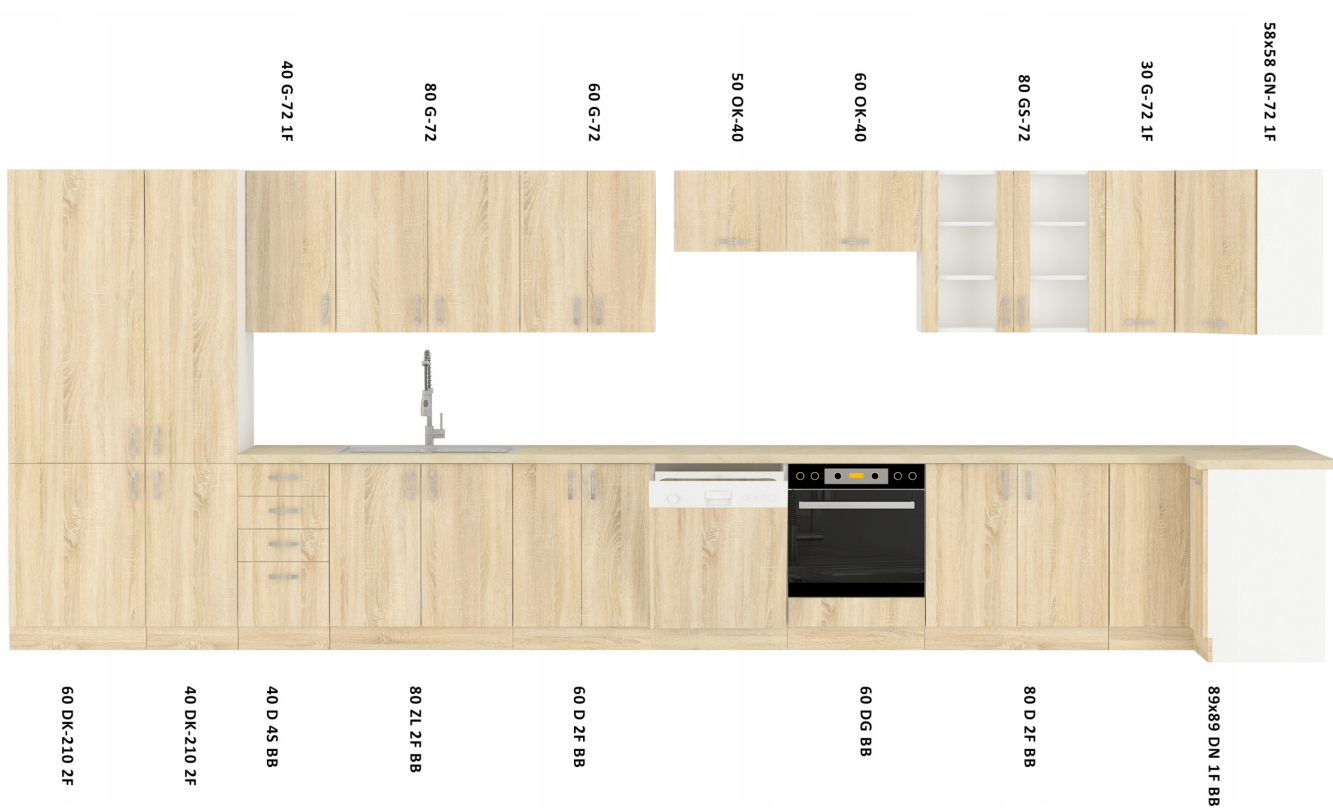 40 G-72 1F
80 G-72
60 G-72
50 OK-40
60 OK-40
80 GS-72
30 G-72 1F
58x58 GN-72 1F
60 DK-210 2F
40 DK-210 2F
40 D 4S BB
80 ZL 2F BB
60 D 2F BB
60 DG BB
80 D 2F BB
89x89 DN 1F BB